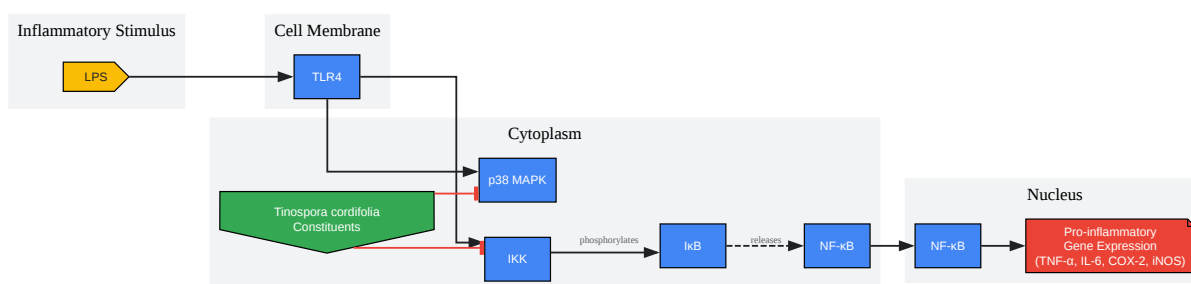 Inflammatory Stimulus
Cell Membrane
LPS
TLR4
Cytoplasm
p38 MAPK
Tinospora cordifolia
Constituents
IKK
phosphorylates
IκB
releases
NF-κB
Nucleus
NF-κB
Pro-inflammatory
Gene Expression
(TNF-α, IL-6, COX-2, iNOS)